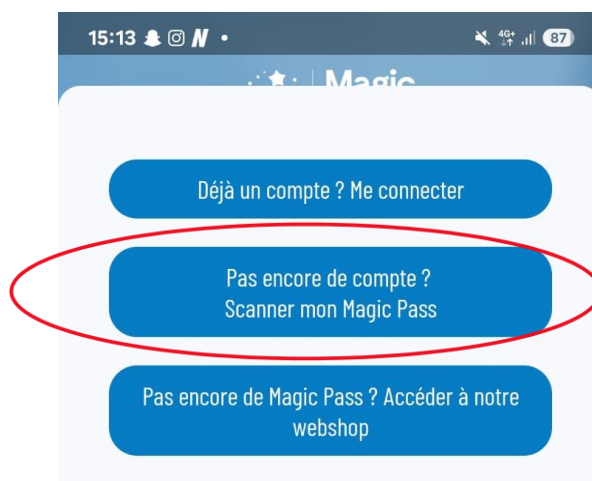 15:13
4G+
87
Magic
Déjà un compte ? Me connecter
Pas encore de compte ?
Scanner mon Magic Pass
Pas encore de Magic Pass ? Accéder à notre
webshop